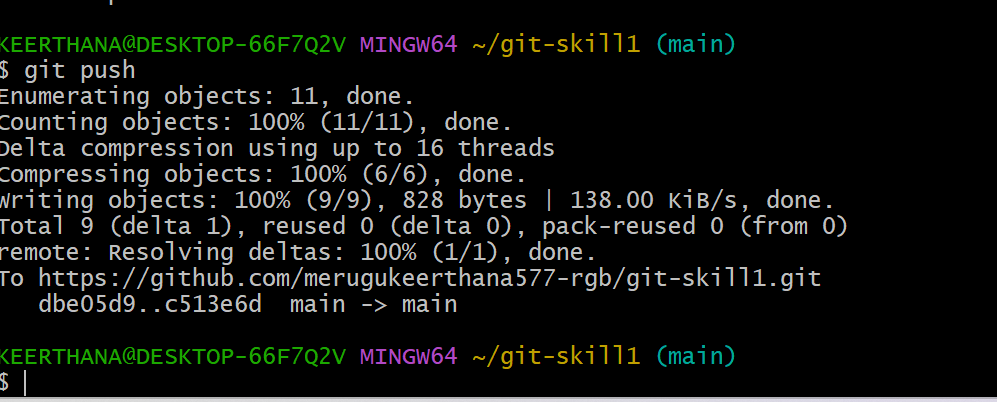 KEERTHANA@DESKTOP-66F7Q2V MINGW64 ~/git-skill1 (main)
$ git push
Enumerating objects: 11, done.
Counting objects: 100% (11/11), done.
Delta compression using up to 16 threads
Compressing objects: 100% (6/6), done.
Writing objects: 100% (9/9), 828 bytes | 138.00 KiB/s, done.
Total 9 (delta 1), reused 0 (delta 0), pack-reused 0 (from 0)
remote: Resolving deltas: 100% (1/1), done.
To https://github.com/merugukeerthana577-rgb/git-skill1.git
   dbe05d9..c513e6d  main -> main
KEERTHANA@DESKTOP-66F7Q2V MINGW64 ~/git-skill1 (main)
$